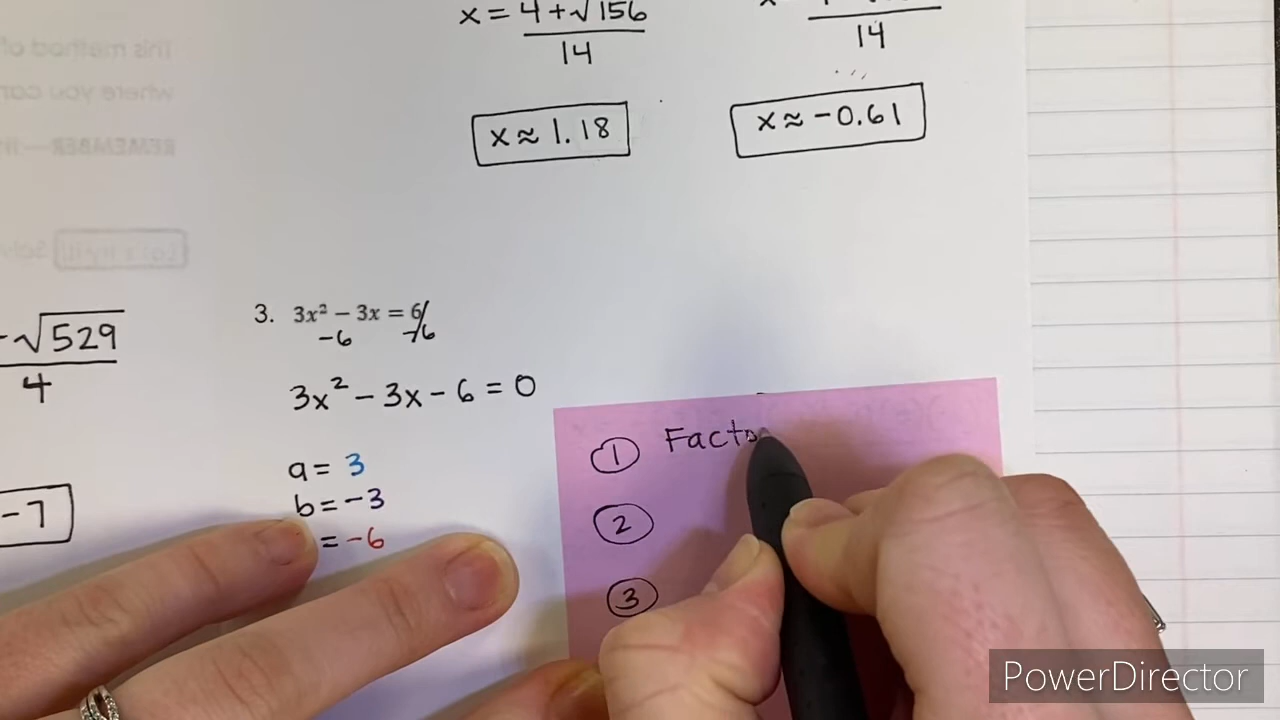 x = 4+√156
14
14
x ≈ 1.18
x ≈ -0.61
√529
4
-7
3. 3x² − 3x = 6
-6 -6
3x² - 3x - 6 = 0
a = 3
b = -3
= -6
① Facto
②
③
PowerDirector